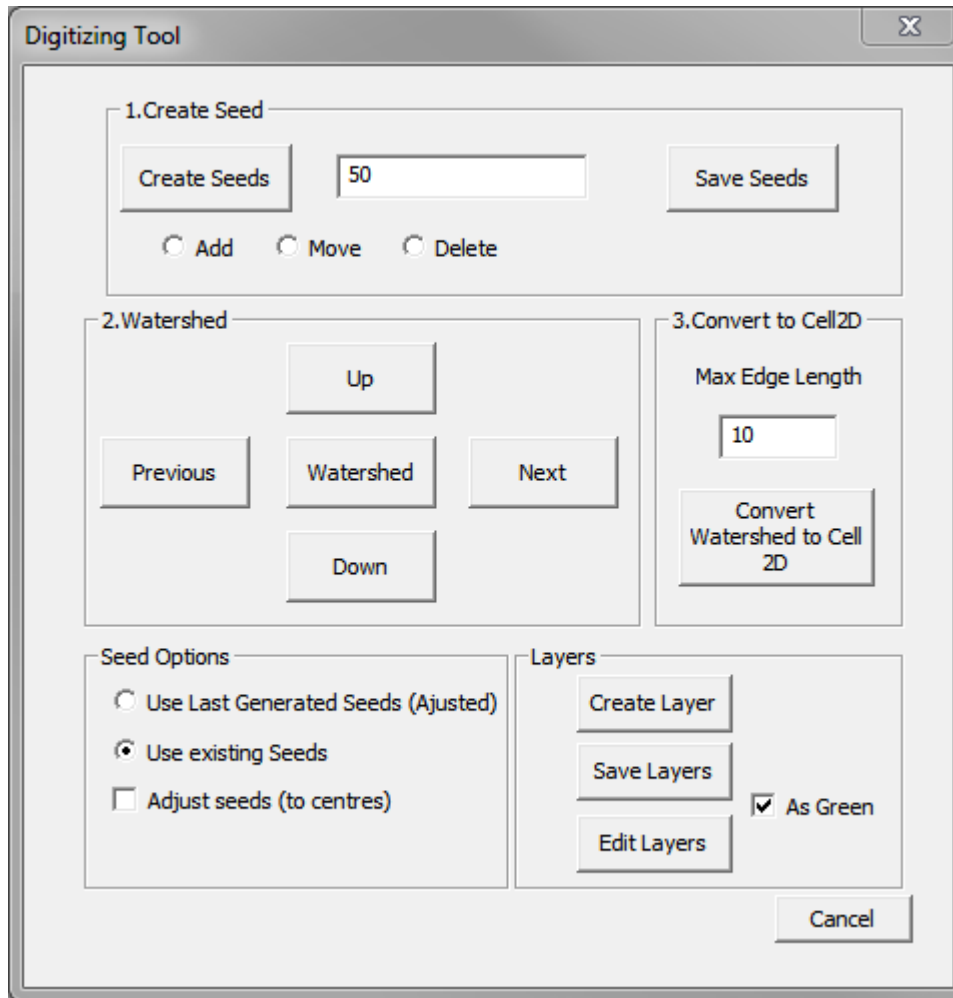 Digitizing Tool
1.Create Seed
Create Seeds
50
Save Seeds
Add
Move
Delete
2.Watershed
Up
Previous
Watershed
Next
Down
3.Convert to Cell2D
Max Edge Length
10
Convert
Watershed to Cell
2D
Seed Options
Use Last Generated Seeds (Ajusted)
Use existing Seeds
Adjust seeds (to centres)
Layers
Create Layer
Save Layers
As Green
Edit Layers
Cancel